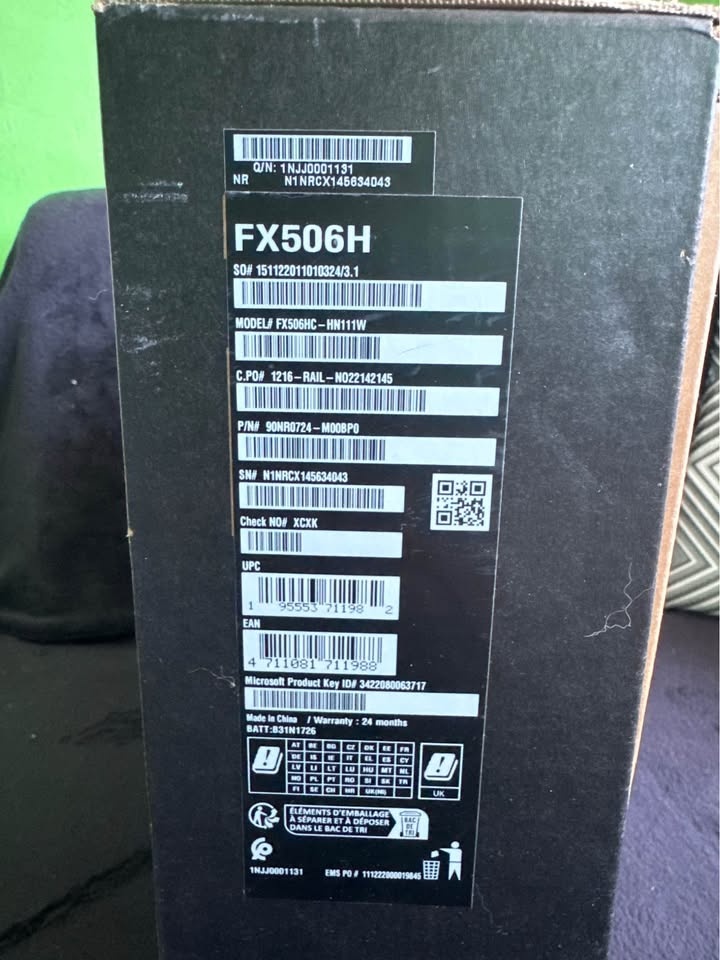 Q/N: 1NJJ0001131
NR N1NRCX145634043
FX506H
SO# 151122011010324/3.1
MODEL# FX506HC-HN111W
C.PO# 1216-RAIL-NO22142145
P/N# 90NR0724-M00BP0
SN# N1NRCX145634043
Check NO# XCXK
UPC
1 95553 71198 2
EAN
4 711081 711988
Microsoft Product Key ID# 3422080063717
Made in China / Warranty : 24 months
BATT:B31N1726
AT BE BG CZ DK EE FR
DE IS IE IT EL ES CY
LV LI LT LU HU MT NL
NO PL PT RO SI SK TR
FI SE CH HR UK(NI)
UK
ÉLÉMENTS D'EMBALLAGE
À SÉPARER ET À DÉPOSER
DANS LE BAC DE TRI
BAC
DE
TRI
1NJJ0001131 EMS PO # 111222000019845